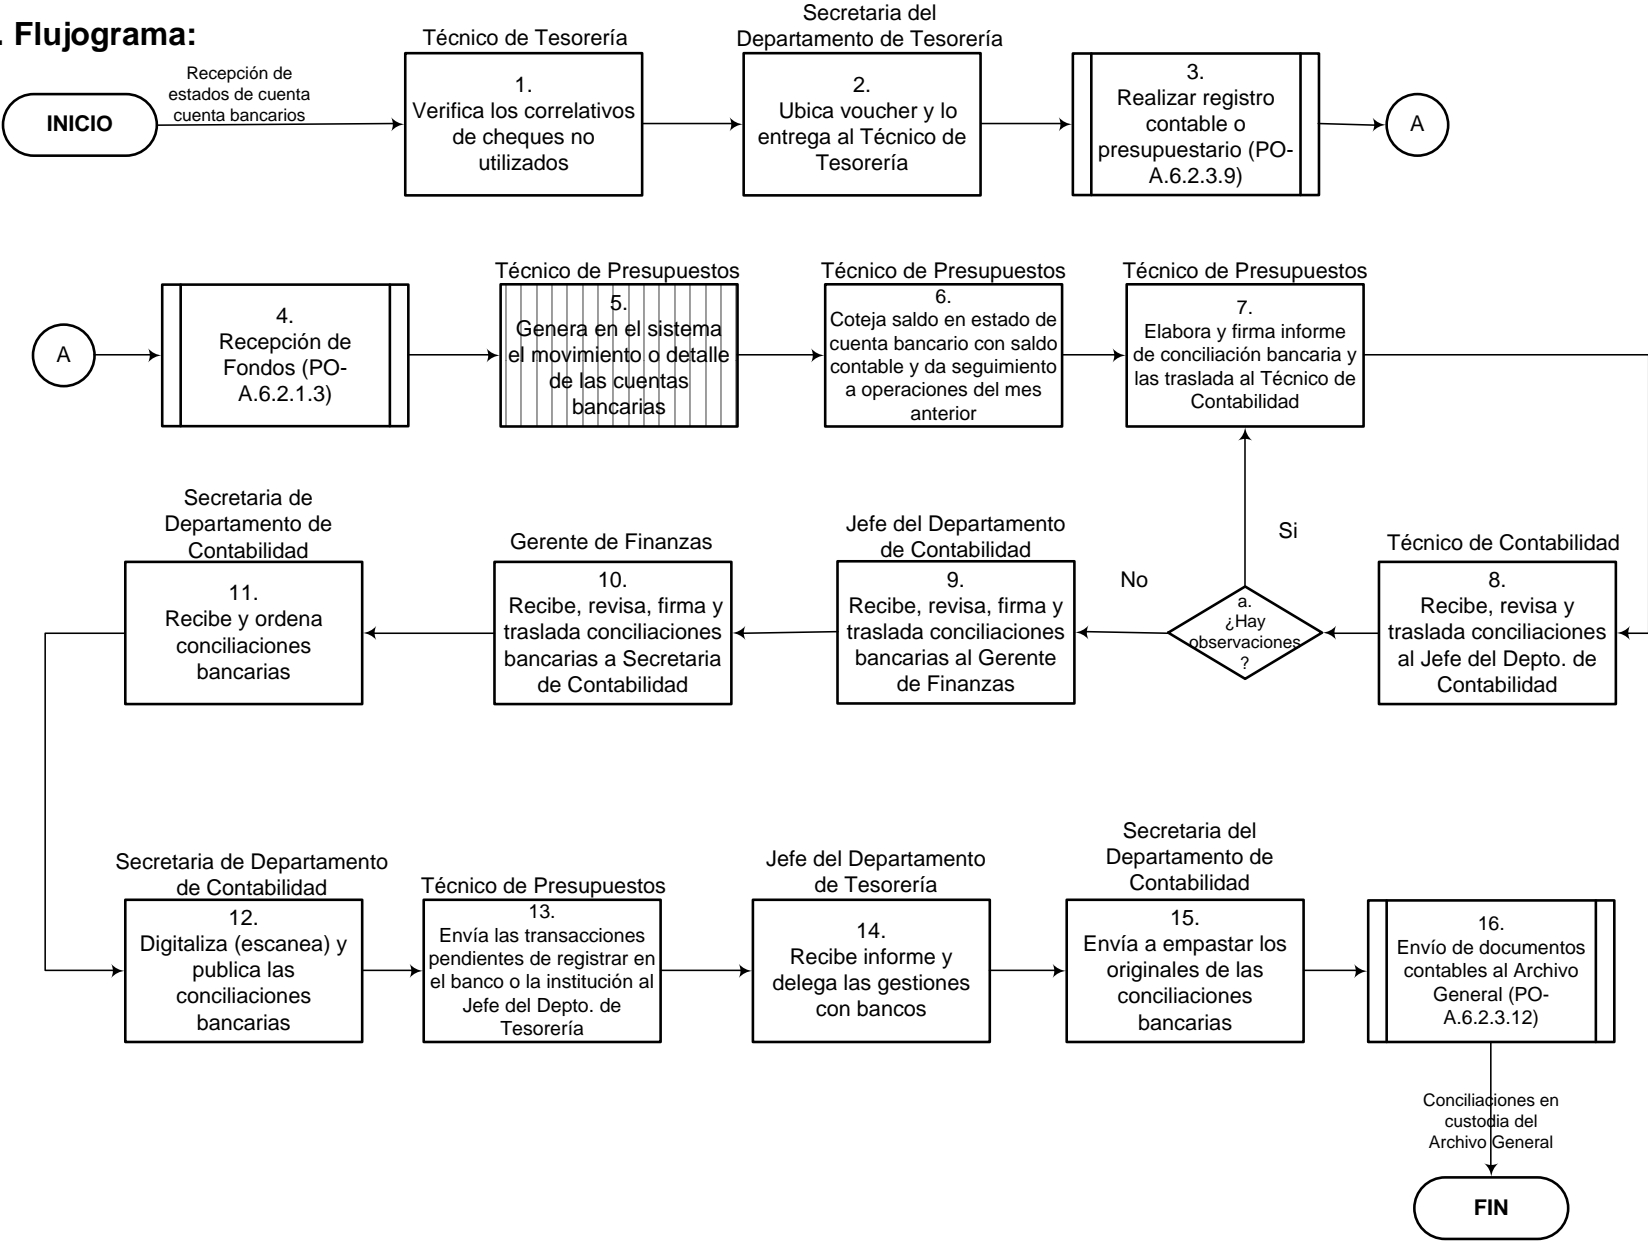 . Flujograma:
INICIO
Recepción de
estados de cuenta
cuenta bancarios
Técnico de Tesorería
1.
Verifica los correlativos
de cheques no
utilizados
Secretaria del
Departamento de Tesorería
2.
Ubica voucher y lo
entrega al Técnico de
Tesorería
3.
Realizar registro
contable o
presupuestario (PO-
A.6.2.3.9)
A
A
4.
Recepción de
Fondos (PO-
A.6.2.1.3)
Técnico de Presupuestos
5.
Genera en el sistema
el movimiento o detalle
de las cuentas
bancarias
Técnico de Presupuestos
6.
Coteja saldo en estado de
cuenta bancario con saldo
contable y da seguimiento
a operaciones del mes
anterior
Técnico de Presupuestos
7.
Elabora y firma informe
de conciliación bancaria y
las traslada al Técnico de
Contabilidad
Técnico de Contabilidad
8.
Recibe, revisa y
traslada conciliaciones
al Jefe del Depto. de
Contabilidad
a.
¿Hay
observaciones
?
Si
No
Jefe del Departamento
de Contabilidad
9.
Recibe, revisa, firma y
traslada conciliaciones
bancarias al Gerente
de Finanzas
Gerente de Finanzas
10.
Recibe, revisa, firma y
traslada conciliaciones
bancarias a Secretaria
de Contabilidad
Secretaria de
Departamento de
Contabilidad
11.
Recibe y ordena
conciliaciones
bancarias
Secretaria de Departamento
de Contabilidad
12.
Digitaliza (escanea) y
publica las
conciliaciones
bancarias
Técnico de Presupuestos
13.
Envía las transacciones
pendientes de registrar en
el banco o la institución al
Jefe del Depto. de
Tesorería
Jefe del Departamento
de Tesorería
14.
Recibe informe y
delega las gestiones
con bancos
Secretaria del
Departamento de
Contabilidad
15.
Envía a empastar los
originales de las
conciliaciones
bancarias
16.
Envío de documentos
contables al Archivo
General (PO-
A.6.2.3.12)
Conciliaciones en
custodia del
Archivo General
FIN